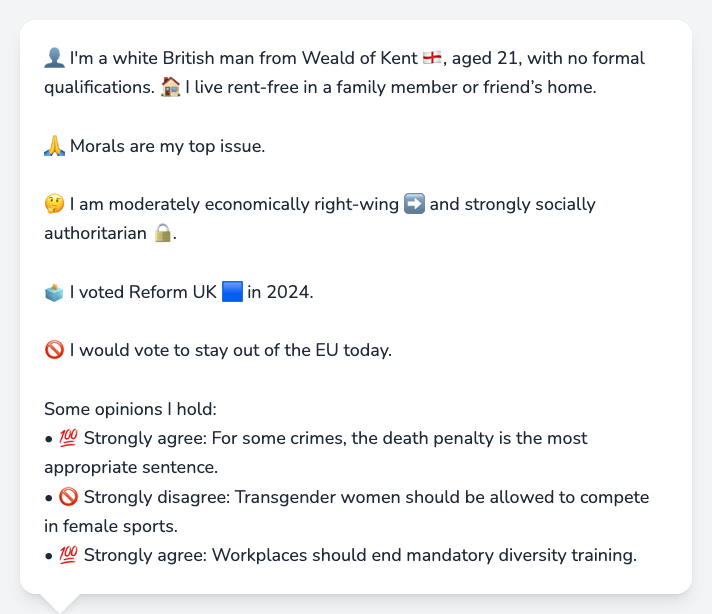 👤 I'm a white British man from Weald of Kent 🏴󠁧󠁢󠁥󠁮󠁧󠁿, aged 21, with no formal
qualifications. 🏠 I live rent-free in a family member or friend’s home.
🙏 Morals are my top issue.
🤔 I am moderately economically right-wing ➡️ and strongly socially
authoritarian 🔒.
🗳️ I voted Reform UK 🟦 in 2024.
🚫 I would vote to stay out of the EU today.
Some opinions I hold:
• 💯 Strongly agree: For some crimes, the death penalty is the most
appropriate sentence.
• 🚫 Strongly disagree: Transgender women should be allowed to compete
in female sports.
• 💯 Strongly agree: Workplaces should end mandatory diversity training.